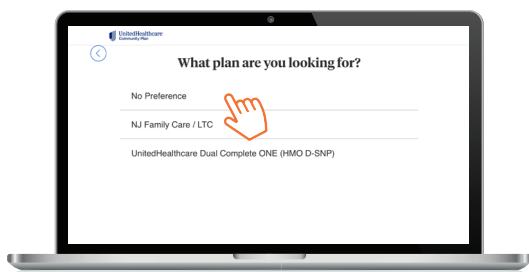 UnitedHealthcare
Community Plan
What plan are you looking for?
No Preference
NJ Family Care / LTC
UnitedHealthcare Dual Complete ONE (HMO D-SNP)